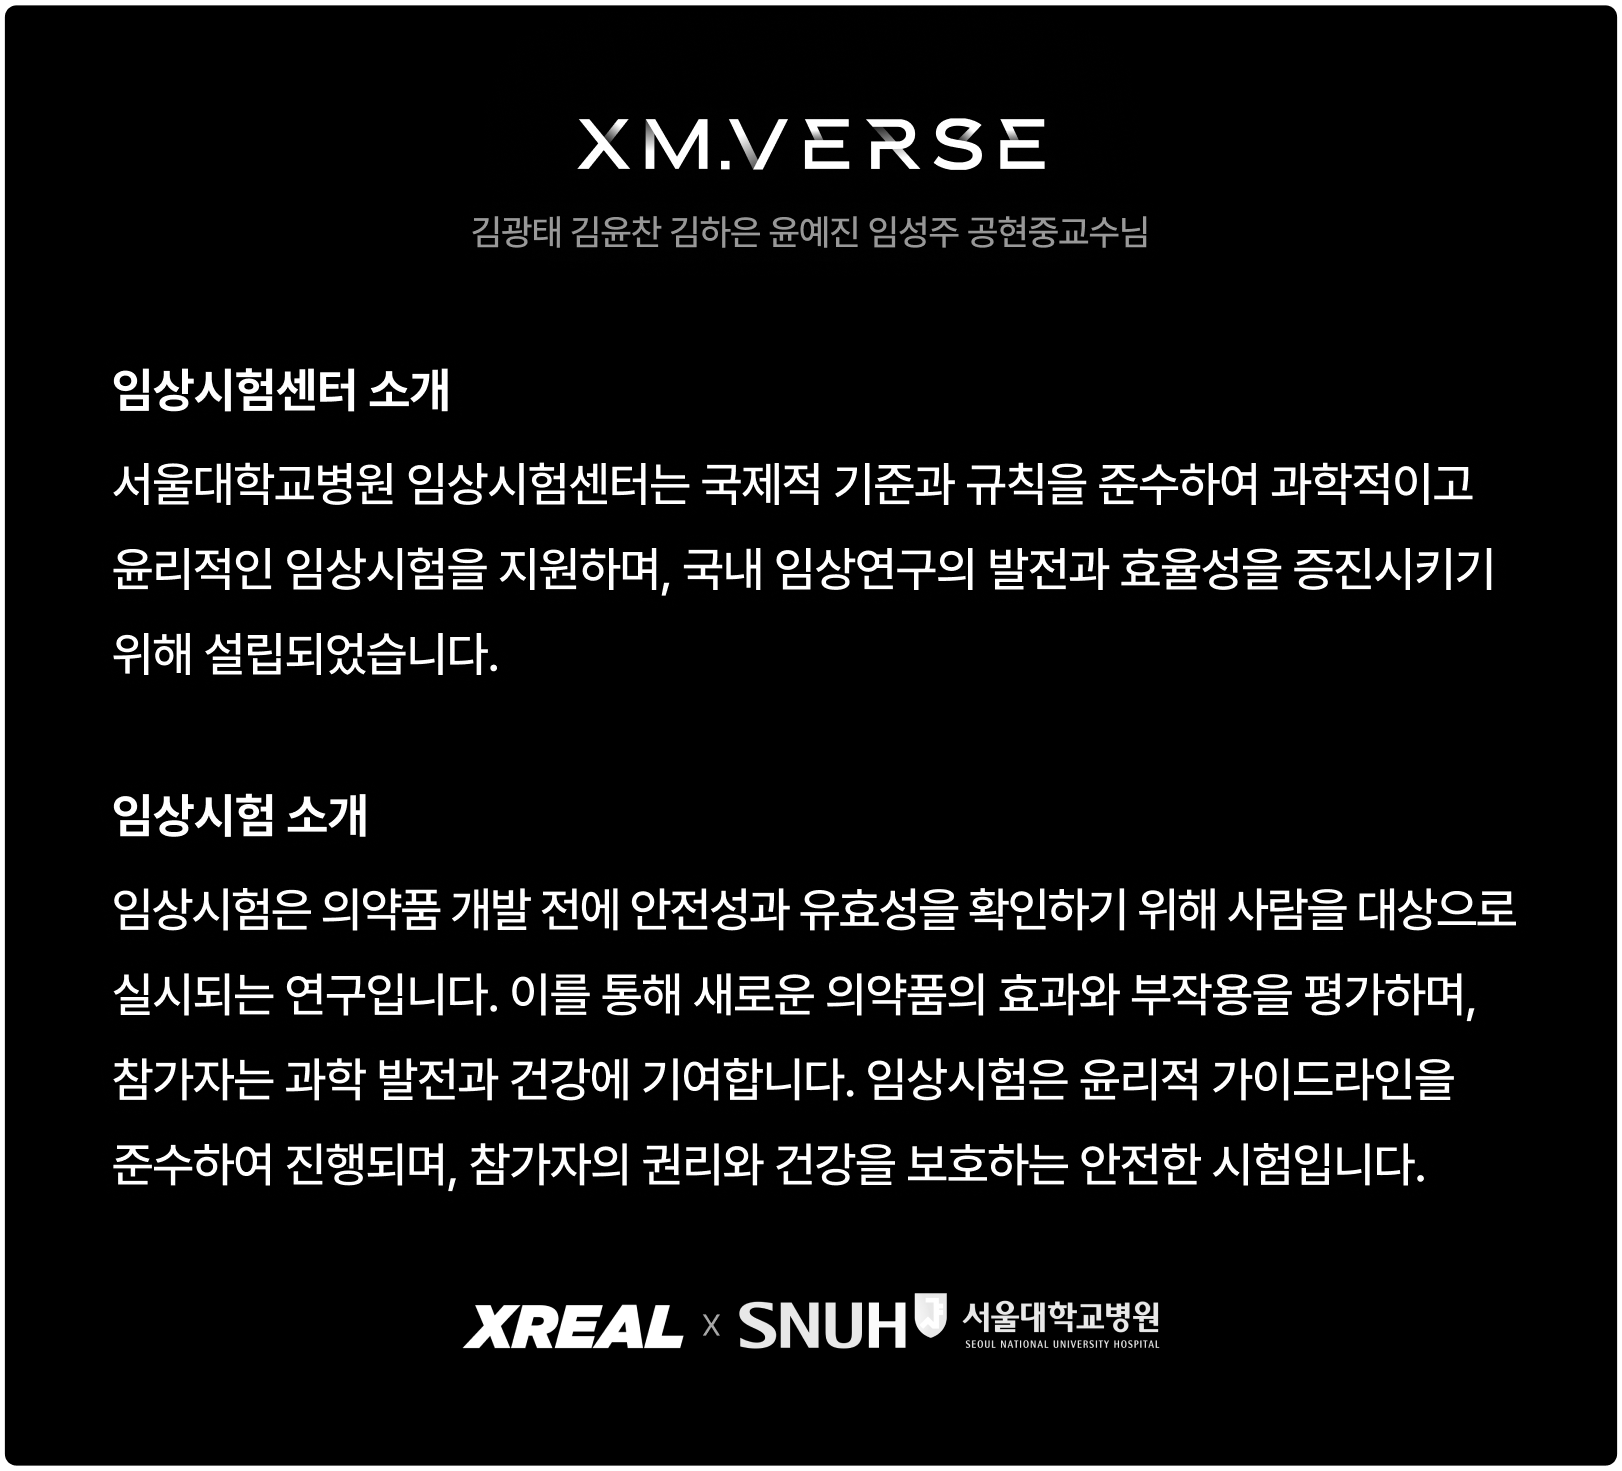 XM.VERSE
김광태 김윤찬 김하은 윤예진 임성주 공현중교수님
임상시험센터 소개
서울대학교병원 임상시험센터는 국제적 기준과 규칙을 준수하여 과학적이고
윤리적인 임상시험을 지원하며, 국내 임상연구의 발전과 효율성을 증진시키기
위해 설립되었습니다.
임상시험 소개
임상시험은 의약품 개발 전에 안전성과 유효성을 확인하기 위해 사람을 대상으로
실시되는 연구입니다. 이를 통해 새로운 의약품의 효과와 부작용을 평가하며,
참가자는 과학 발전과 건강에 기여합니다. 임상시험은 윤리적 가이드라인을
준수하여 진행되며, 참가자의 권리와 건강을 보호하는 안전한 시험입니다.
XREAL X SNUH 서울대학교병원
SEOUL NATIONAL UNIVERSITY HOSPITAL